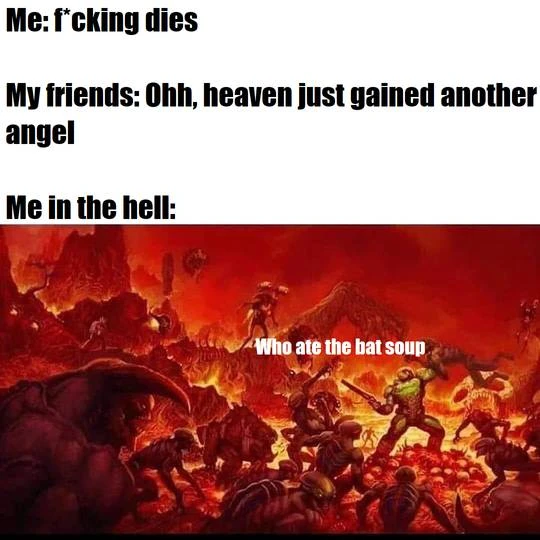 Me: f*cking dies
My friends: Ohh, heaven just gained another
angel
Me in the hell:
Who ate the bat soup